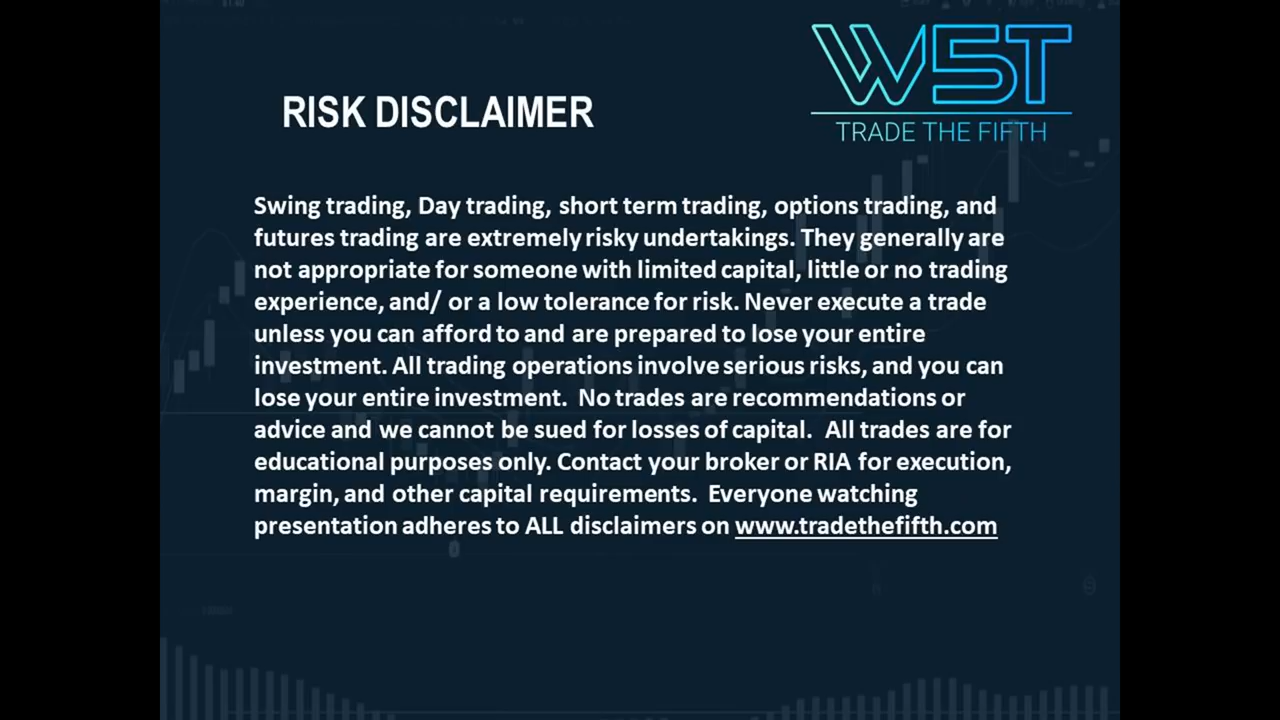 W5T
TRADE THE FIFTH
RISK DISCLAIMER
Swing trading, Day trading, short term trading, options trading, and
futures trading are extremely risky undertakings. They generally are
not appropriate for someone with limited capital, little or no trading
experience, and/ or a low tolerance for risk. Never execute a trade
unless you can afford to and are prepared to lose your entire
investment. All trading operations involve serious risks, and you can
lose your entire investment.  No trades are recommendations or
advice and we cannot be sued for losses of capital.  All trades are for
educational purposes only. Contact your broker or RIA for execution,
margin, and other capital requirements.  Everyone watching
presentation adheres to ALL disclaimers on www.tradethefifth.com